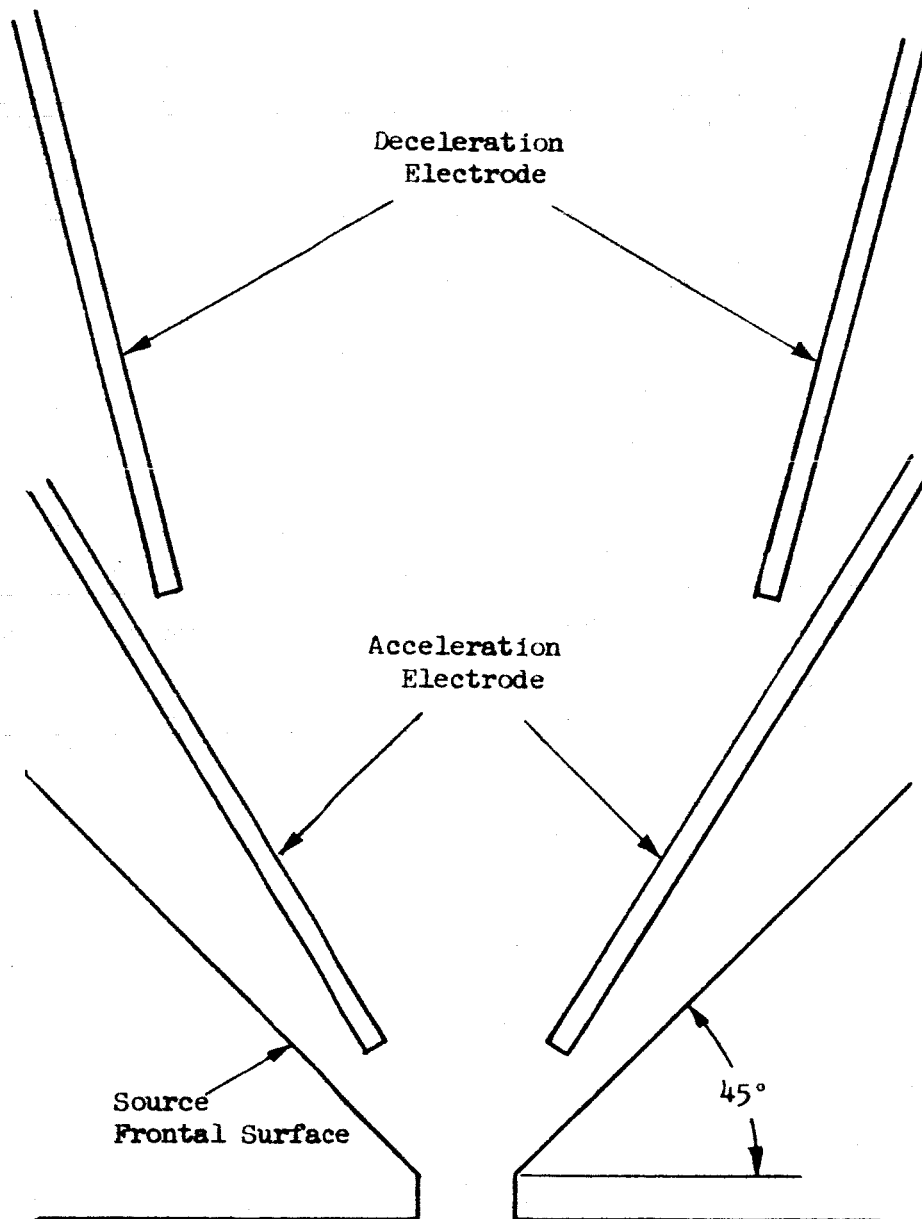 Deceleration
Electrode
Acceleration
Electrode
Source
Frontal Surface
45°